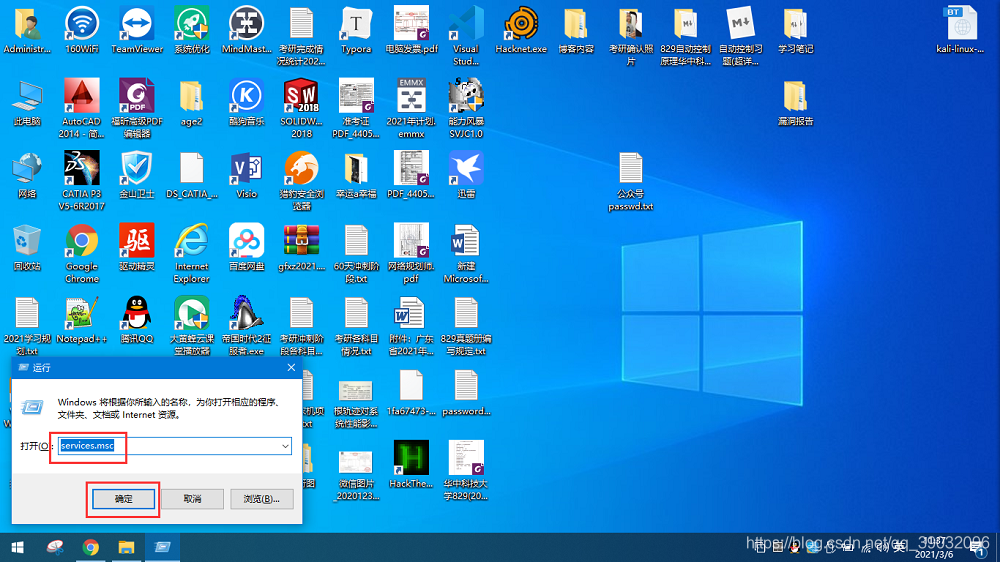 Administr...
160WiFi
TeamViewer
系统优化
MindMast...
考研完成情
况统计202...
Typora
电脑发票.pdf
Visual
Stud...
Hacknet.exe
博客内容
考研确认照
片
829自动控制
原理华中科...
自动控制习
题(超详...
学习笔记
BT
kali-linux-...
此电脑
AutoCAD
2014 - 简...
PDF
福昕高级PDF
编辑器
age2
酷狗音乐
SW
2018
SOLIDW...
2018
准考证
PDF_4405...
EMMX
2021年计划.
emmx
能力风暴
SVJC1.0
漏洞报告
网络
CATIA P3
V5-6R2017
金山卫士
DS_CATIA_...
Visio
猎豹安全浏
览器
幸运a幸福
PDF_4405...
迅雷
公众号
passwd.txt
回收站
Google
Chrome
驱
驱动精灵
Internet
Explorer
百度网盘
gfxz2021....
60天冲刺阶
段.txt
网络规划师.
pdf
新建
Microsof...
2021学习规
划.txt
Notepad++
腾讯QQ
大黄蜂云课
堂播放器
帝国时代2征
服者.exe
考研冲刺阶
段各科目...
考研各科目
情况.txt
附件：广东
省2021年...
829真题册编
写与规定.txt
根轨迹对系
统性能影...
1fa67473-...
password...
微信图片
_2020123...
HackThe...
华中科技大
学829(20...
运行
Windows 将根据你所输入的名称，为你打开相应的程序、
文件夹、文档或 Internet 资源。
打开(O):
services.msc
确定
取消
浏览(B)...
英
10:37
2021/3/6
1
https://blog.csdn.net/qq_39032096